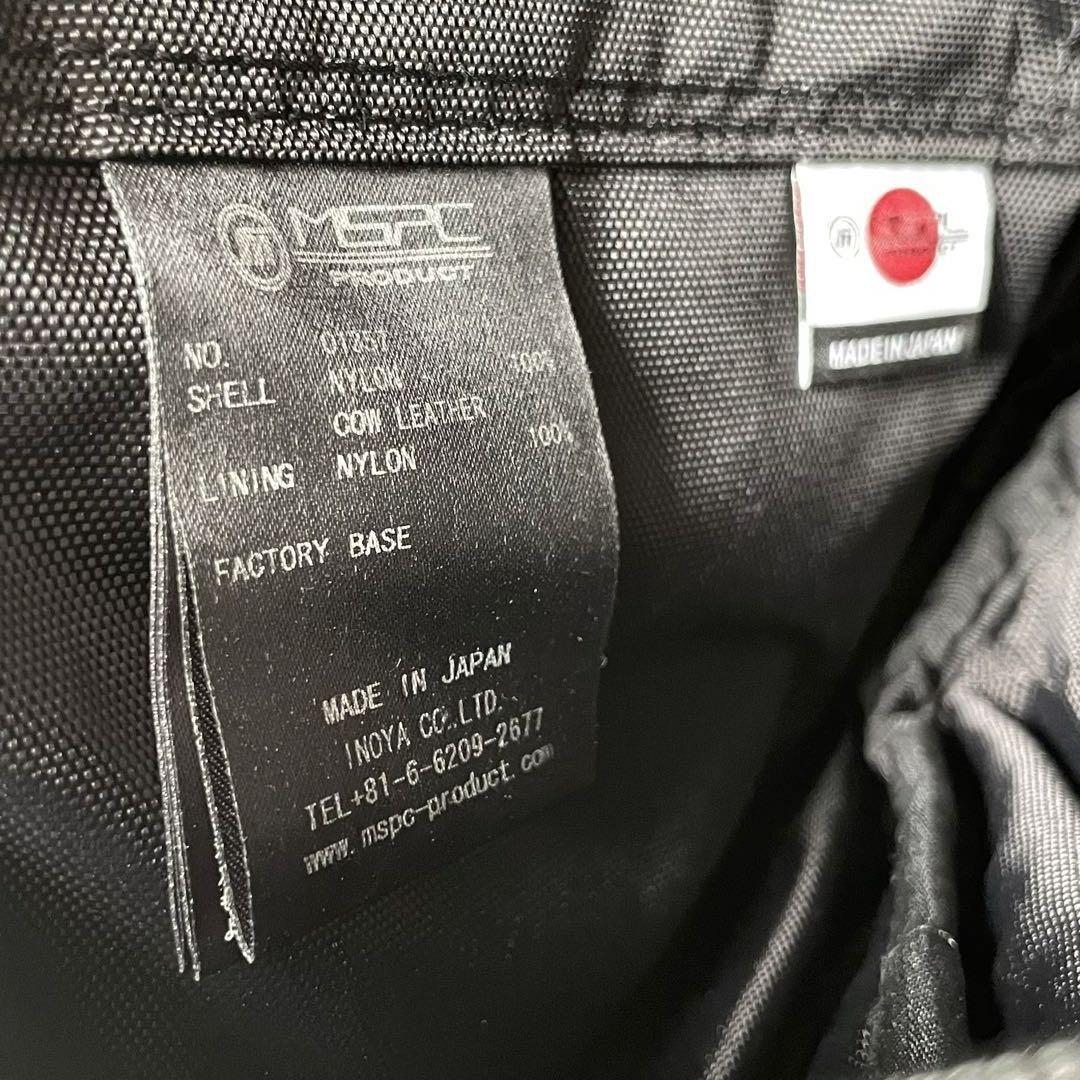 MSPC
PRODUCT
NO. 01257
SHELL NYLON 100%
COW LEATHER
LINING NYLON 100%
FACTORY BASE
MADE IN JAPAN
INOYA CO.,LTD.
TEL+81-6-6209-2677
www.mspc-product.com
MADE IN JAPAN